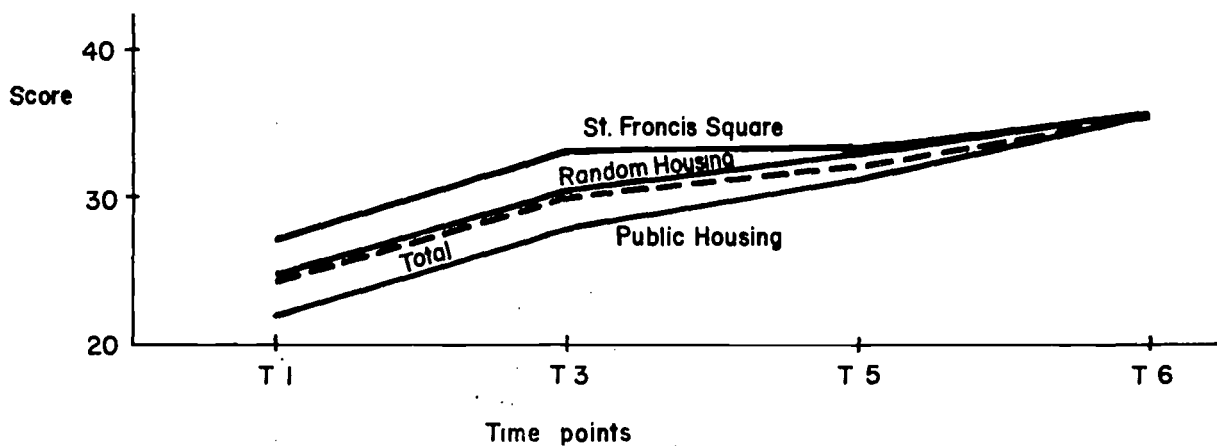 40
Score
St. Francis Square
Random Housing
30
Total
Public Housing
20
T 1
T 3
T 5
T 6
Time points